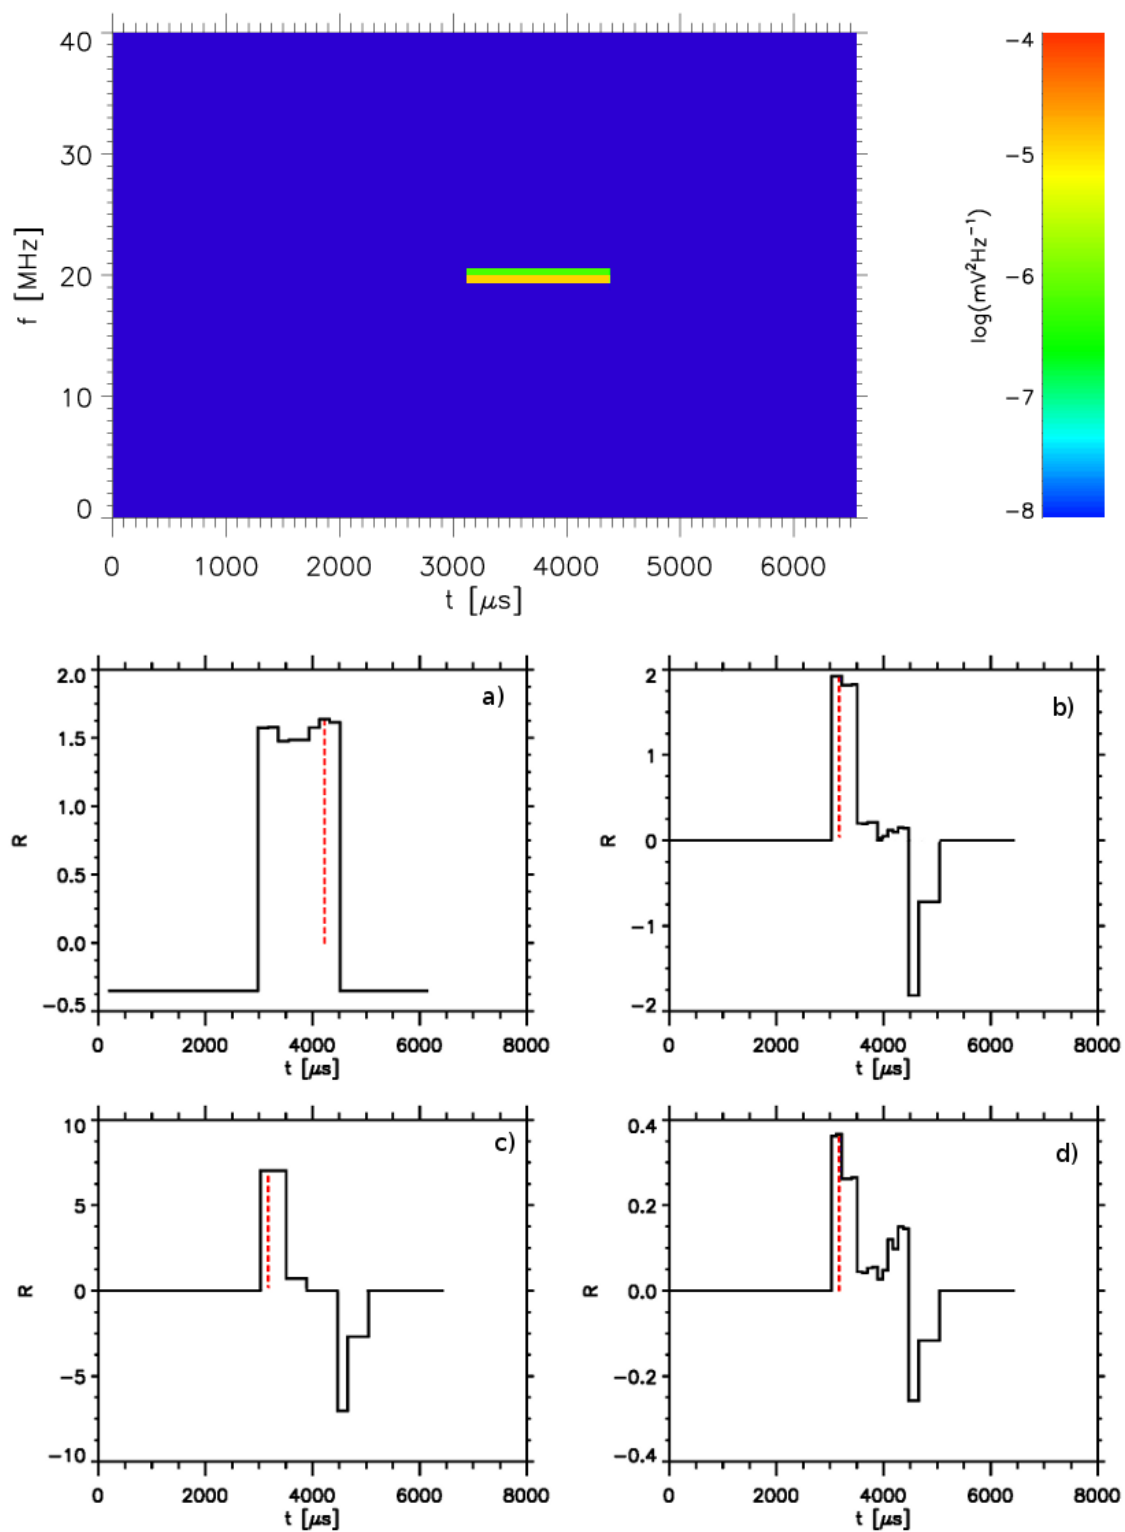 40
30
20
10
0
f [MHz]
0 1000 2000 3000 4000 5000 6000
t [μs]
−4
−5
−6
−7
−8
log(mV²Hz⁻¹)
a)
2.0
1.5
1.0
0.5
0.0
−0.5
R
0 2000 4000 6000 8000
t [μs]
b)
2
1
0
−1
−2
R
0 2000 4000 6000 8000
t [μs]
c)
10
5
0
−5
−10
R
0 2000 4000 6000 8000
t [μs]
d)
0.4
0.2
0.0
−0.2
−0.4
R
0 2000 4000 6000 8000
t [μs]